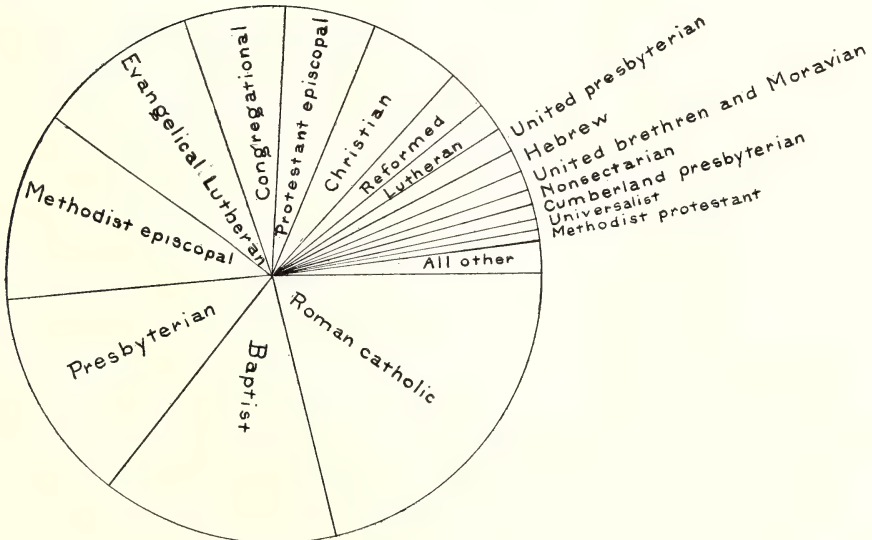 Evangelical Lutheran
Congregational
Protestant episcopal
Christian
Reformed
Lutheran
United presbyterian
Hebrew
United brethren and Moravian
Nonsectarian
Cumberland presbyterian
Universalist
Methodist protestant
All other
Methodist episcopal
Presbyterian
Baptist
Roman catholic